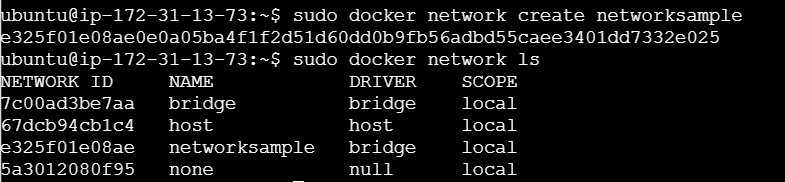 ubuntu@ip-172-31-13-73:~$ sudo docker network create networksample
e325f01e08ae0e0a05ba4f1f2d51d60dd0b9fb56adbd55caee3401dd7332e025
ubuntu@ip-172-31-13-73:~$ sudo docker network ls
NETWORK ID     NAME            DRIVER    SCOPE
7c00ad3be7aa   bridge          bridge    local
67dcb94cb1c4   host            host      local
e325f01e08ae   networksample   bridge    local
5a3012080f95   none            null      local